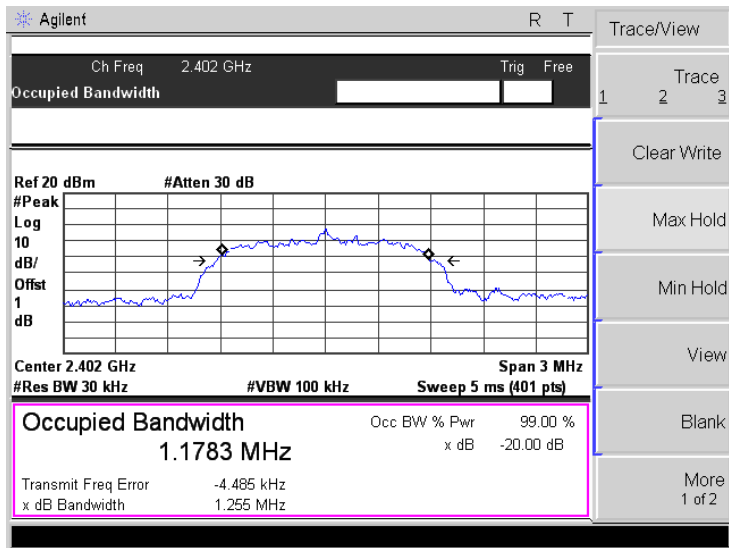 Agilent
R T
Ch Freq 2.402 GHz Trig Free
Occupied Bandwidth
Ref 20 dBm #Atten 30 dB
#Peak
Log
10
dB/
Offst
1
dB
Center 2.402 GHz Span 3 MHz
#Res BW 30 kHz #VBW 100 kHz Sweep 5 ms (401 pts)
Occupied Bandwidth
1.1783 MHz
Occ BW % Pwr 99.00 %
x dB -20.00 dB
Transmit Freq Error -4.485 kHz
x dB Bandwidth 1.255 MHz
Trace/View
Trace
1 2 3
Clear Write
Max Hold
Min Hold
View
Blank
More
1 of 2